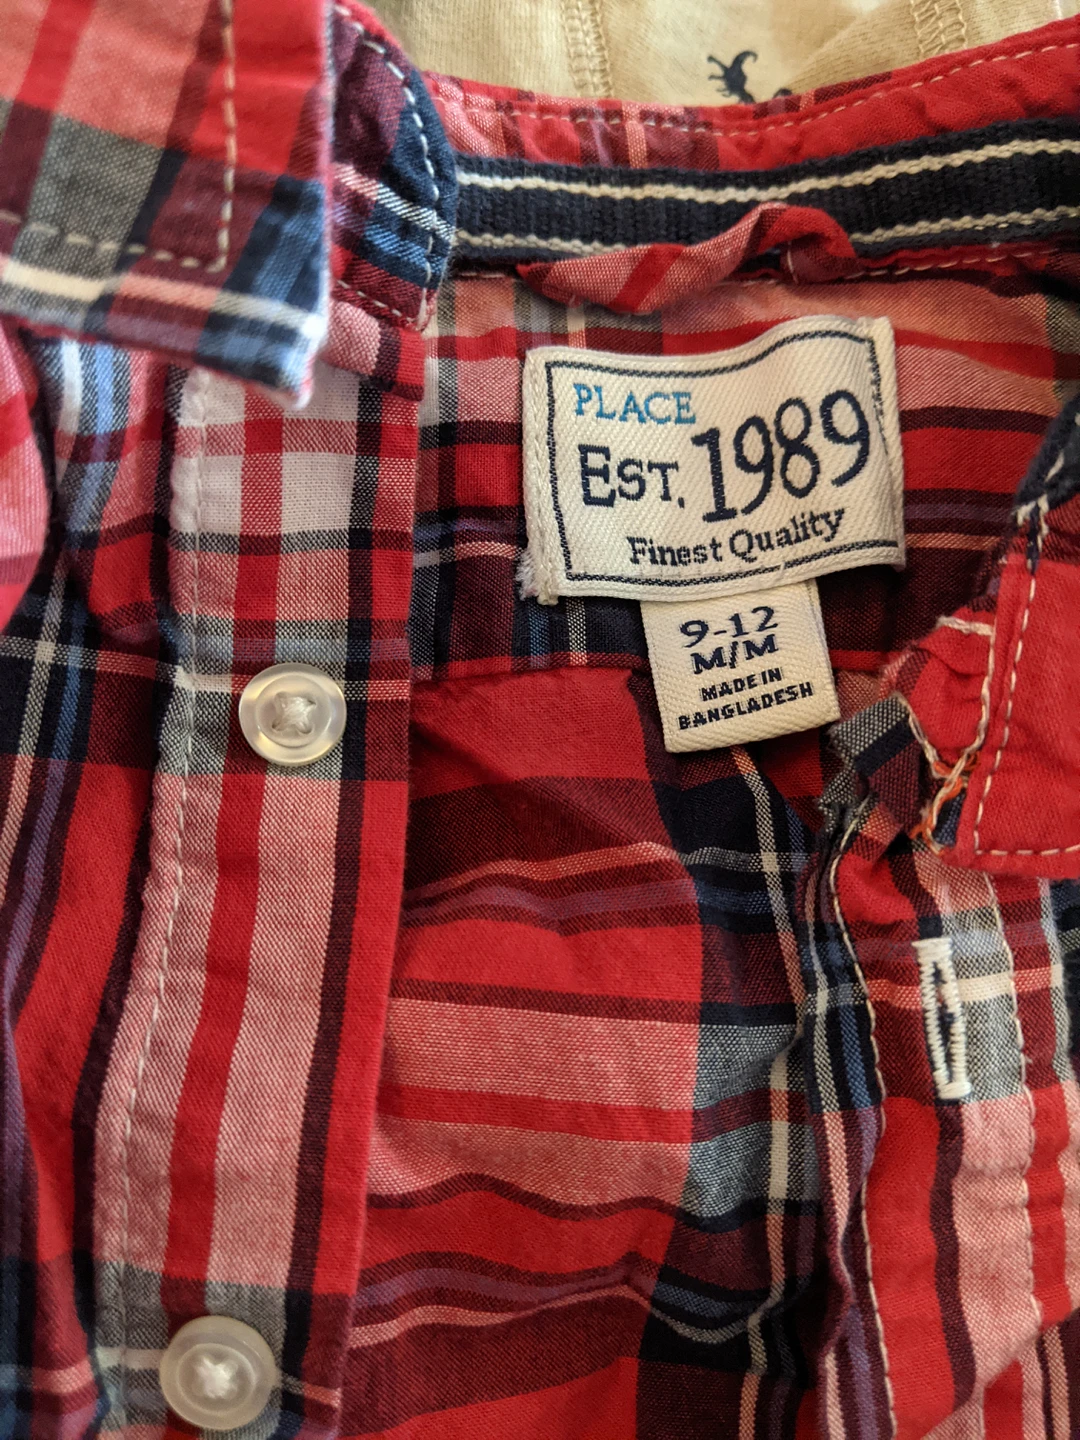 PLACE
EST. 1989
Finest Quality
9-12
M/M
MADE IN
BANGLADESH